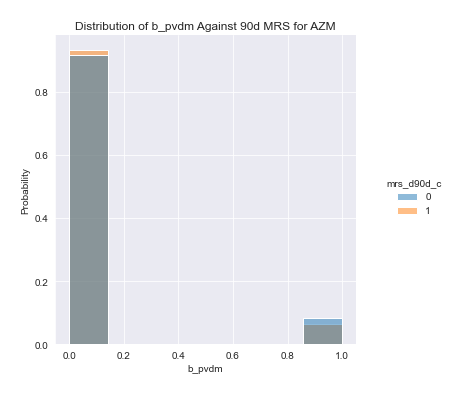 Distribution of b_pvdm Against 90d MRS for AZM
0.8
0.6
0.4
0.2
0.0
Probability
0.0 0.2 0.4 0.6 0.8 1.0
b_pvdm
mrs_d90d_c
0
1